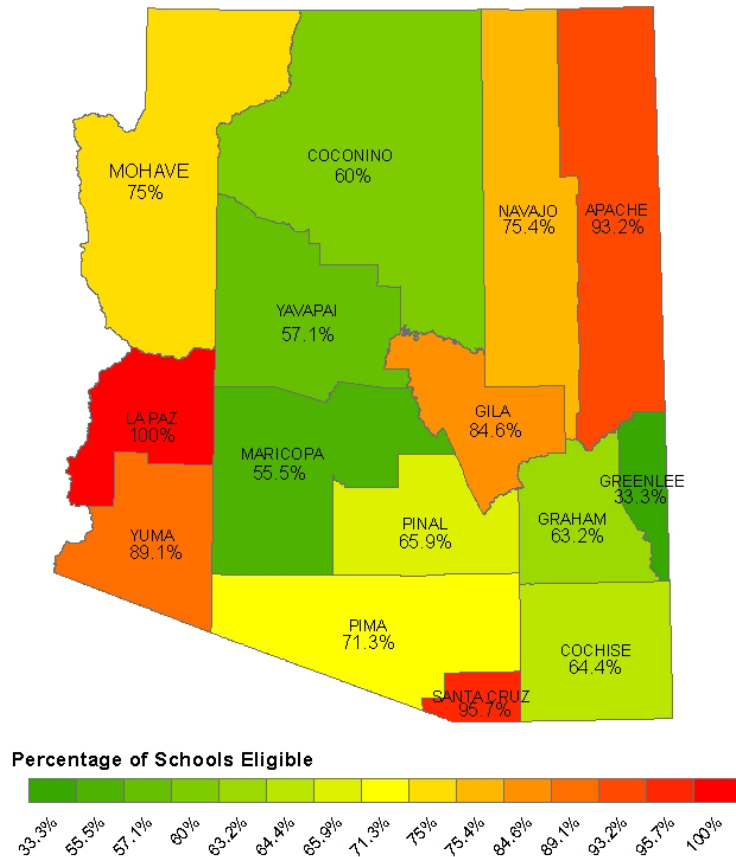 MOHAVE
75%
COCONINO
60%
NAVAJO
75.4%
APACHE
93.2%
YAVAPAI
57.1%
LA PAZ
100%
GILA
84.6%
MARICOPA
55.5%
GREENLEE
33.3%
YUMA
89.1%
PINAL
65.9%
GRAHAM
63.2%
PIMA
71.3%
COCHISE
64.4%
SANTA CRUZ
95.7%
Percentage of Schools Eligible
33.3% 55.5% 57.1% 60% 63.2% 64.4% 65.9% 71.3% 75% 75.4% 84.6% 89.1% 93.2% 95.7% 100%